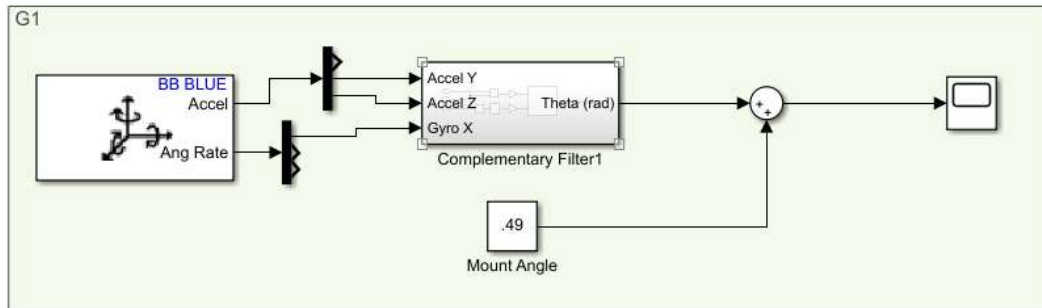 G1
BB BLUE
Accel
Ang Rate
Accel Y
Accel Z
Gyro X
Theta (rad)
Complementary Filter1
.49
Mount Angle